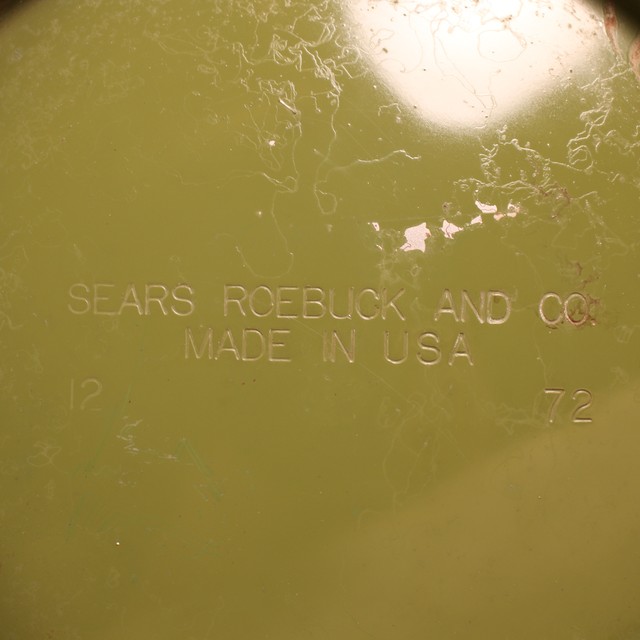 SEARS ROEBUCK AND CO.
MADE IN USA
12 72